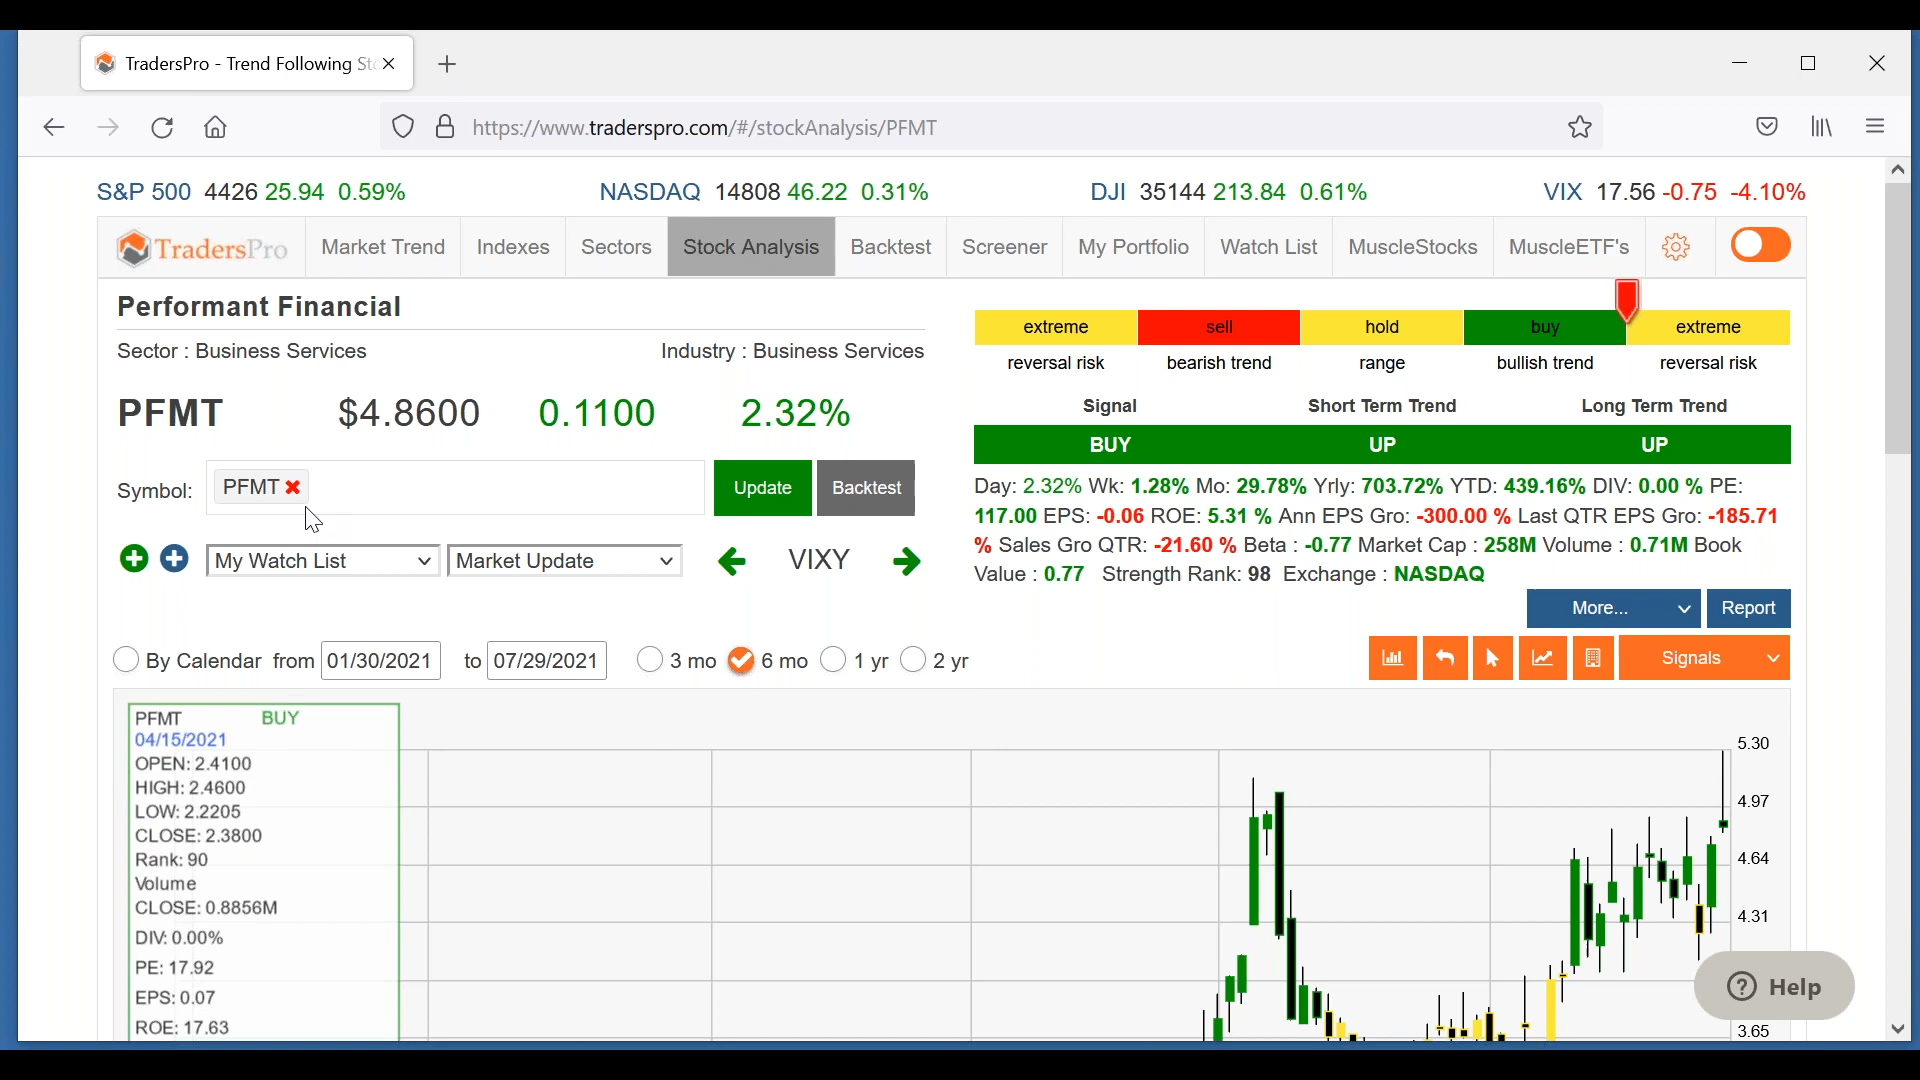 TradersPro - Trend Following Sto
https://www.traderspro.com/#/stockAnalysis/PFMT
S&P 500 4426 25.94 0.59% NASDAQ 14808 46.22 0.31% DJI 35144 213.84 0.61% VIX 17.56 -0.75 -4.10%
TradersPro Market Trend Indexes Sectors Stock Analysis Backtest Screener My Portfolio Watch List MuscleStocks MuscleETF's
Performant Financial
Sector : Business Services Industry : Business Services
PFMT $4.8600 0.1100 2.32%
Symbol: PFMT Update Backtest
My Watch List Market Update VIXY
extreme sell hold buy extreme
reversal risk bearish trend range bullish trend reversal risk
Signal Short Term Trend Long Term Trend
BUY UP UP
Day: 2.32% Wk: 1.28% Mo: 29.78% Yrly: 703.72% YTD: 439.16% DIV: 0.00 % PE:
117.00 EPS: -0.06 ROE: 5.31 % Ann EPS Gro: -300.00 % Last QTR EPS Gro: -185.71
% Sales Gro QTR: -21.60 % Beta : -0.77 Market Cap : 258M Volume : 0.71M Book
Value : 0.77 Strength Rank: 98 Exchange : NASDAQ
More... Report
By Calendar from 01/30/2021 to 07/29/2021 3 mo 6 mo 1 yr 2 yr Signals
PFMT BUY
04/15/2021
OPEN: 2.4100
HIGH: 2.4600
LOW: 2.2205
CLOSE: 2.3800
Rank: 90
Volume
CLOSE: 0.8856M
DIV: 0.00%
PE: 17.92
EPS: 0.07
ROE: 17.63
5.30
4.97
4.64
4.31
3.65
? Help